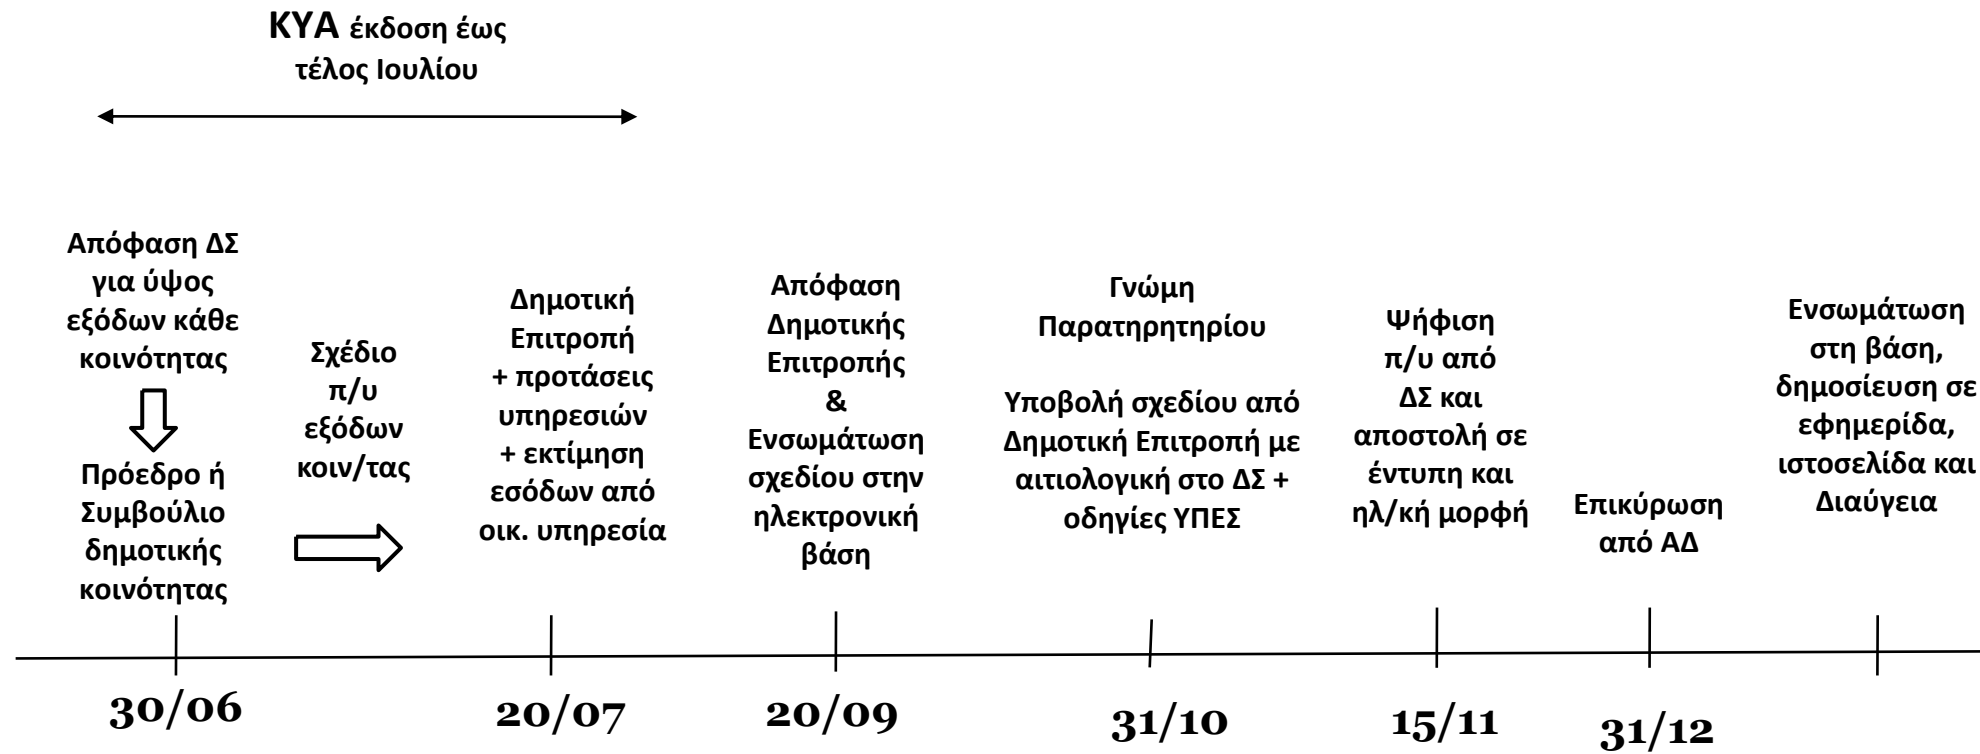 ΚΥΑ έκδοση έως
τέλος Ιουλίου
Απόφαση ΔΣ
για ύψος
εξόδων κάθε
κοινότητας
Πρόεδρο ή
Συμβούλιο
δημοτικής
κοινότητας
Σχέδιο
π/υ
εξόδων
κοιν/τας
Δημοτική
Επιτροπή
+ προτάσεις
υπηρεσιών
+ εκτίμηση
εσόδων από
οικ. υπηρεσία
Απόφαση
Δημοτικής
Επιτροπής
&
Ενσωμάτωση
σχεδίου στην
ηλεκτρονική
βάση
Γνώμη
Παρατηρητηρίου
Υποβολή σχεδίου από
Δημοτική Επιτροπή με
αιτιολογική στο ΔΣ +
οδηγίες ΥΠΕΣ
Ψήφιση
π/υ από
ΔΣ και
αποστολή σε
έντυπη και
ηλ/κή μορφή
Επικύρωση
από ΑΔ
Ενσωμάτωση
στη βάση,
δημοσίευση σε
εφημερίδα,
ιστοσελίδα και
Διαύγεια
30/06
20/07
20/09
31/10
15/11
31/12